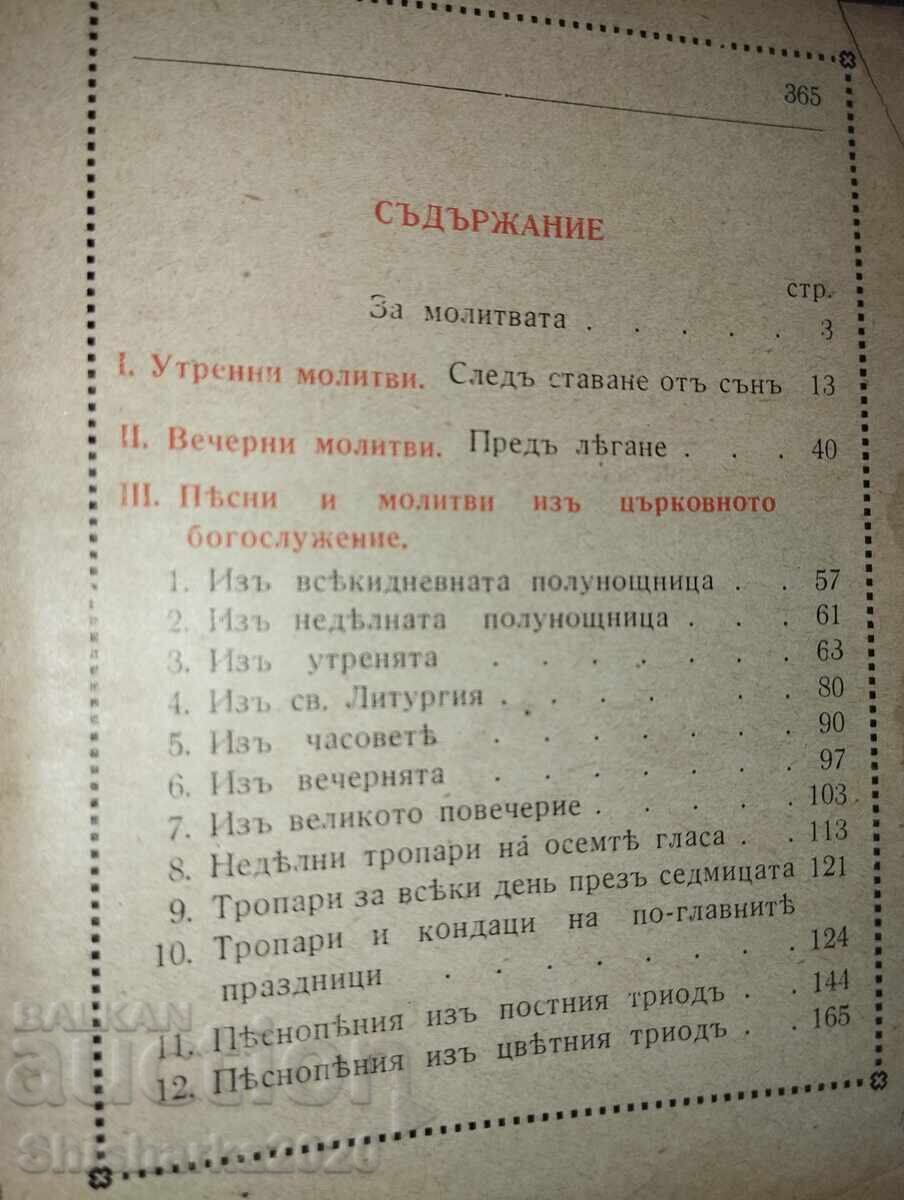 365
СЪДЪРЖАНИЕ
стр.
За молитвата . . . . . 3
I. Утренни молитви. Следъ ставане отъ сънъ 13
II. Вечерни молитви. Предъ лѣгане . . . 40
III. Пѣсни и молитви изъ църковното
богослужение.
1. Изъ всѣкидневната полунощница . . 57
2. Изъ недѣлната полунощница . . . 61
3. Изъ утренята . . . . . . . 63
4. Изъ св. Литургия . . . . . . 80
5. Изъ часоветѣ . . . . . . . 90
6. Изъ вечернята . . . . . . . 97
7. Изъ великото повечерие . . . . . 103
8. Недѣлни тропари на осемтѣ гласа . . 113
9. Тропари за всѣки день презъ седмицата 121
10. Тропари и кондаци на по-главнитѣ
праздници . . . . . . . . 124
11. Пѣснопѣния изъ постния триодъ . . 144
12. Пѣснопѣния изъ цвѣтния триодъ . . 165
BALKAN
auction
Shisharka2020